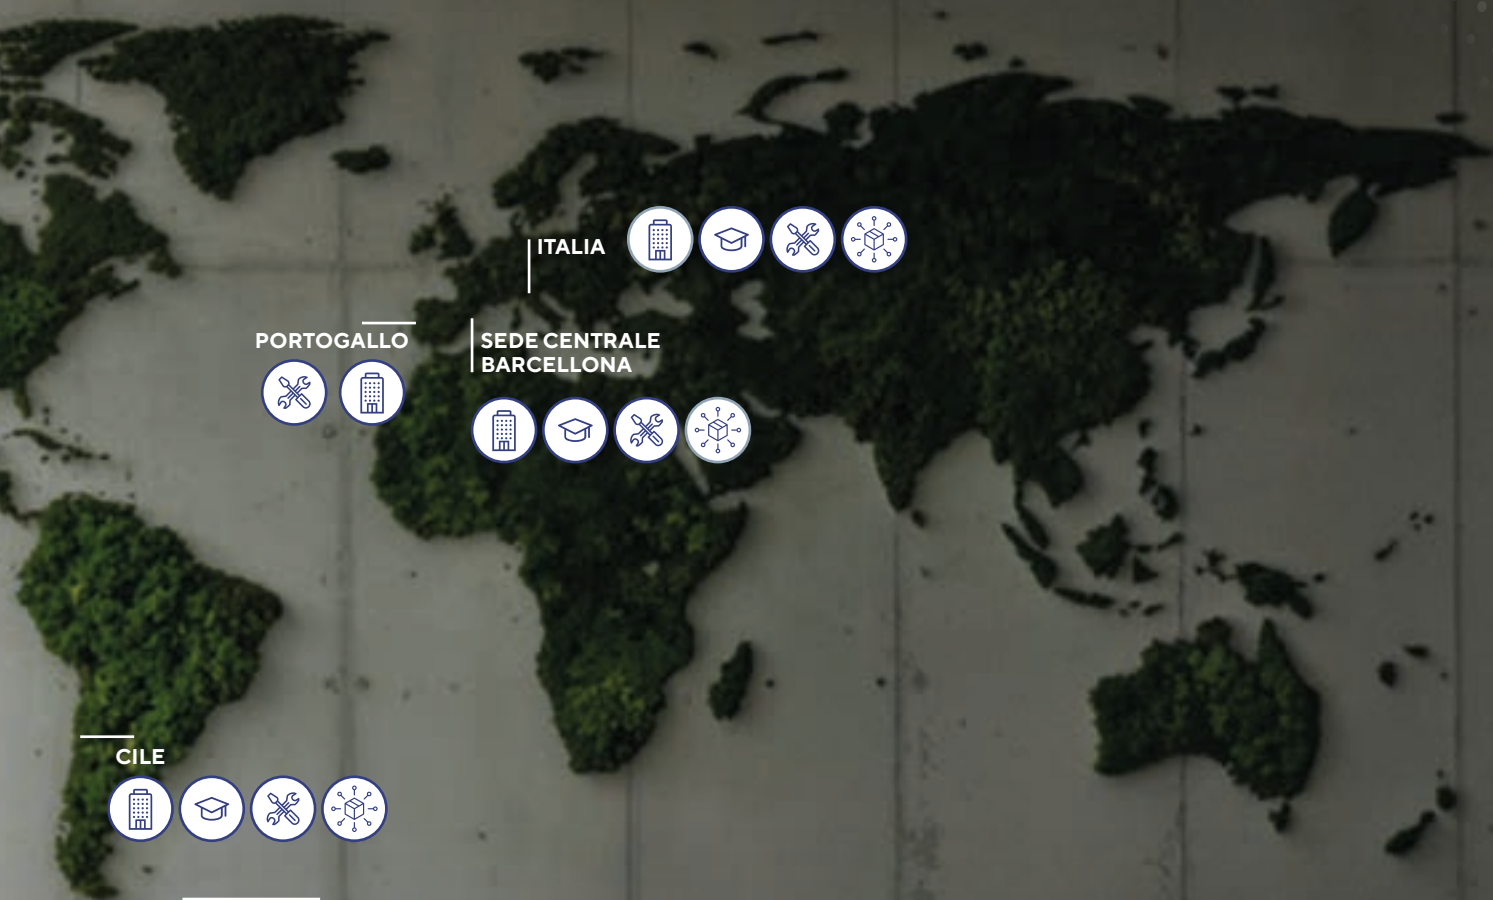 ITALIA
PORTOGALLO
SEDE CENTRALE
BARCELLONA
CILE